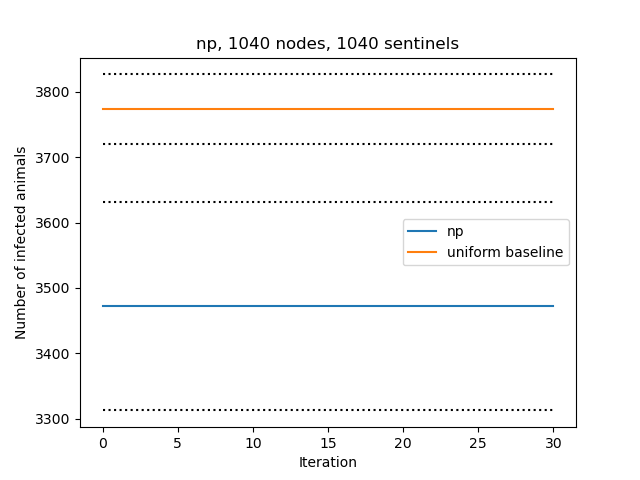 np, 1040 nodes, 1040 sentinels
3800
3700
3600
3500
3400
3300
Number of infected animals
np
uniform baseline
0 5 10 15 20 25 30
Iteration